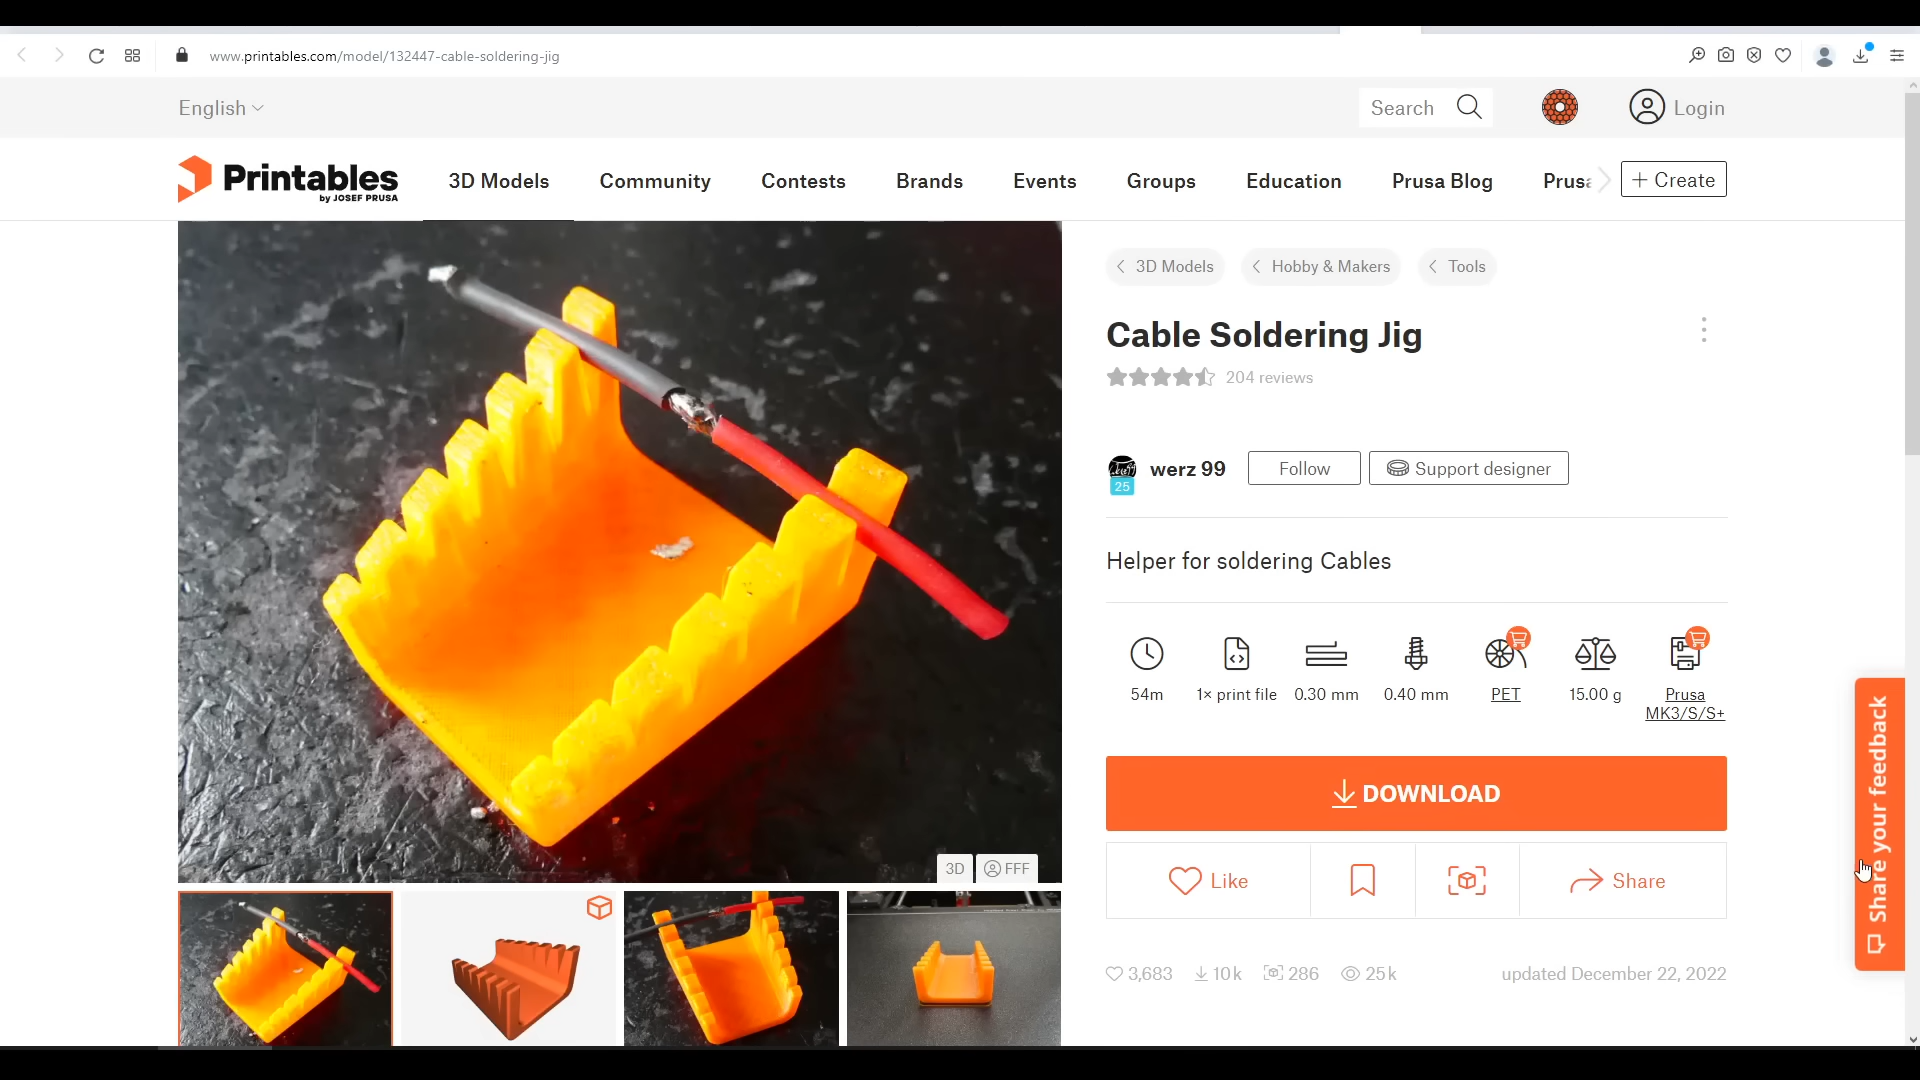 www.printables.com/model/132447-cable-soldering-jig
English
Search
Login
Printables
by JOSEF PRUSA
3D Models
Community
Contests
Brands
Events
Groups
Education
Prusa Blog
Prusa
+ Create
3D Models
Hobby & Makers
Tools
Cable Soldering Jig
204 reviews
25
werz 99
Follow
Support designer
Helper for soldering Cables
54m
1× print file
0.30 mm
0.40 mm
PET
15.00 g
Prusa
MK3/S/S+
DOWNLOAD
3D
FFF
Like
Share
3,683
10k
286
25k
updated December 22, 2022
Share your feedback